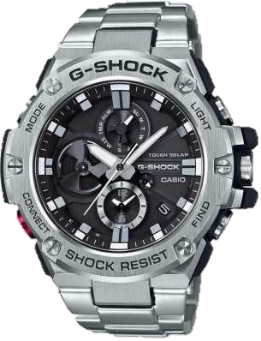 G-SHOCK
MODE
LIGHT
TOUGH SOLAR
G-SHOCK
CASIO
CONNECT
FIND
SHOCK RESIST